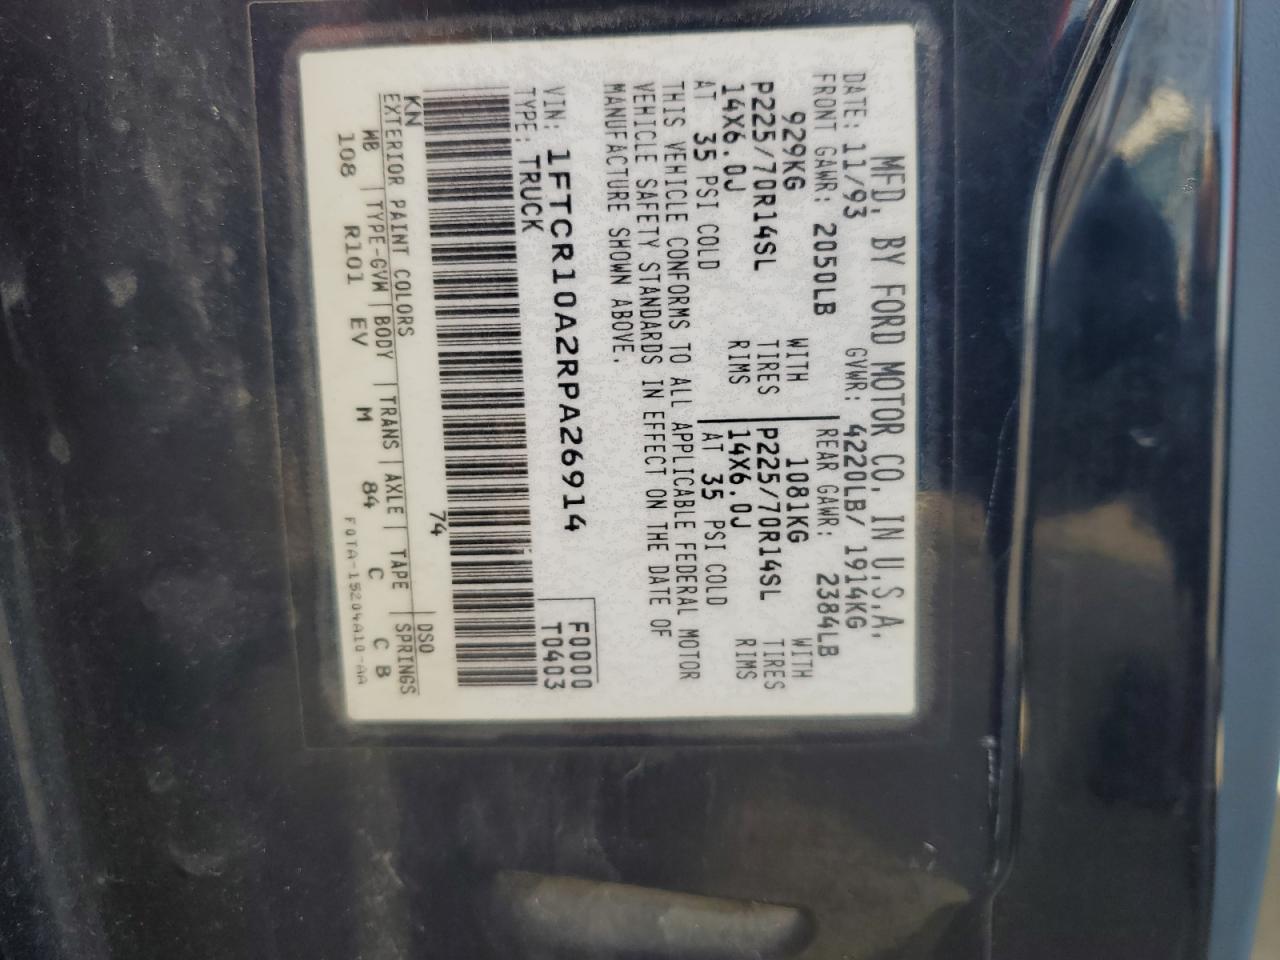 MFD. BY FORD MOTOR CO. IN U.S.A.
DATE: 11/93 GVWR: 4220LB/ 1914KG
FRONT GAWR: 2050LB REAR GAWR: 2384LB
929KG WITH 1081KG WITH
P225/70R14SL TIRES P225/70R14SL TIRES
14X6.0J RIMS 14X6.0J RIMS
AT 35 PSI COLD AT 35 PSI COLD
THIS VEHICLE CONFORMS TO ALL APPLICABLE FEDERAL MOTOR
VEHICLE SAFETY STANDARDS IN EFFECT ON THE DATE OF
MANUFACTURE SHOWN ABOVE.
VIN: 1FTCR10A2RPA26914 F0000
TYPE: TRUCK T0403
KN 74
EXTERIOR PAINT COLORS DSO
WB TYPE-GVW BODY TRANS AXLE TAPE SPRINGS
108 R101 EV M 84 C C B
F0TA-15204A10-AA